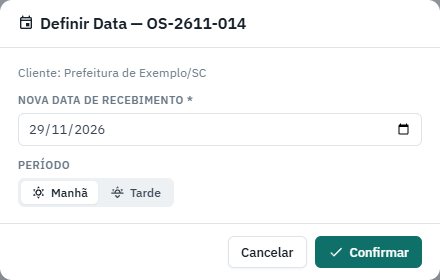 Definir Data — OS-2611-014
Cliente: Prefeitura de Exemplo/SC
NOVA DATA DE RECEBIMENTO *
29/11/2026
PERÍODO
Manhã Tarde
Cancelar Confirmar